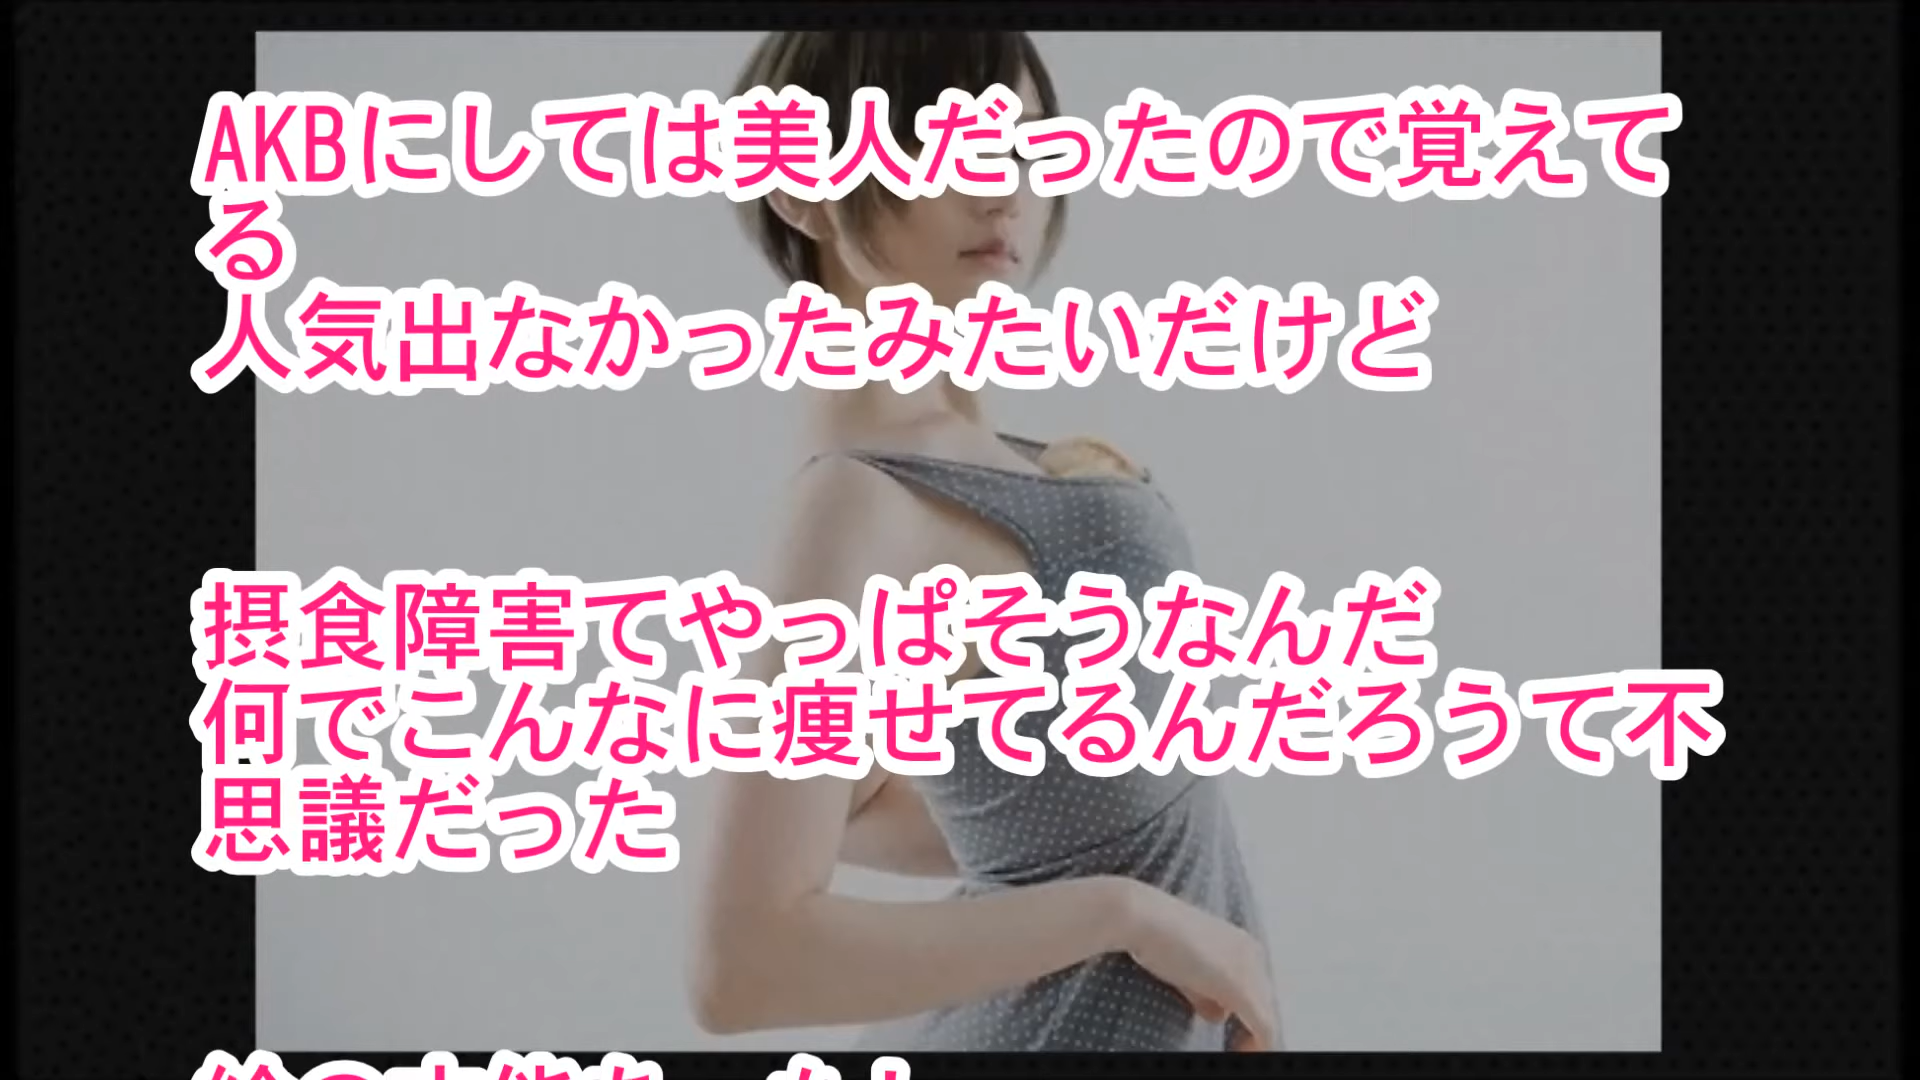 AKBにしては美人だったので覚えて
る
人気出なかったみたいだけど
摂食障害てやっぱそうなんだ
何でこんなに痩せてるんだろうて不
思議だった